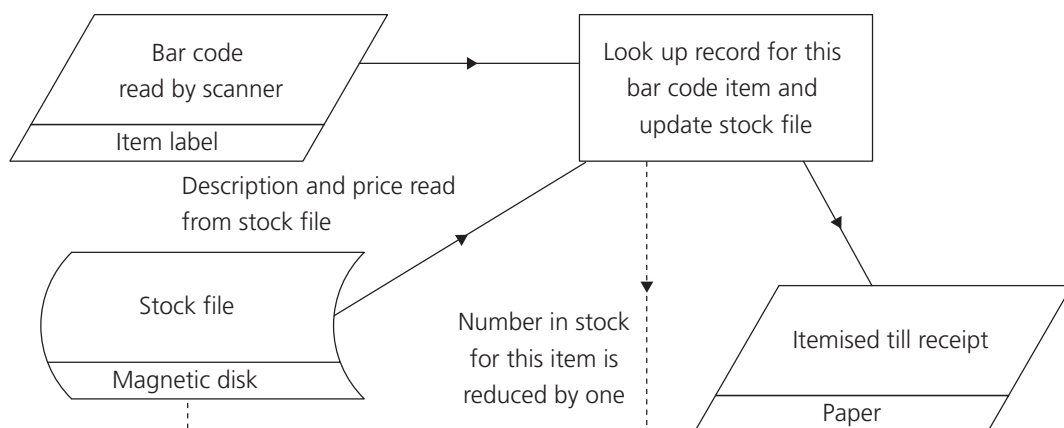 Bar code
read by scanner
Item label
Look up record for this
bar code item and
update stock file
Description and price read
from stock file
Stock file
Magnetic disk
Number in stock
for this item is
reduced by one
Itemised till receipt
Paper